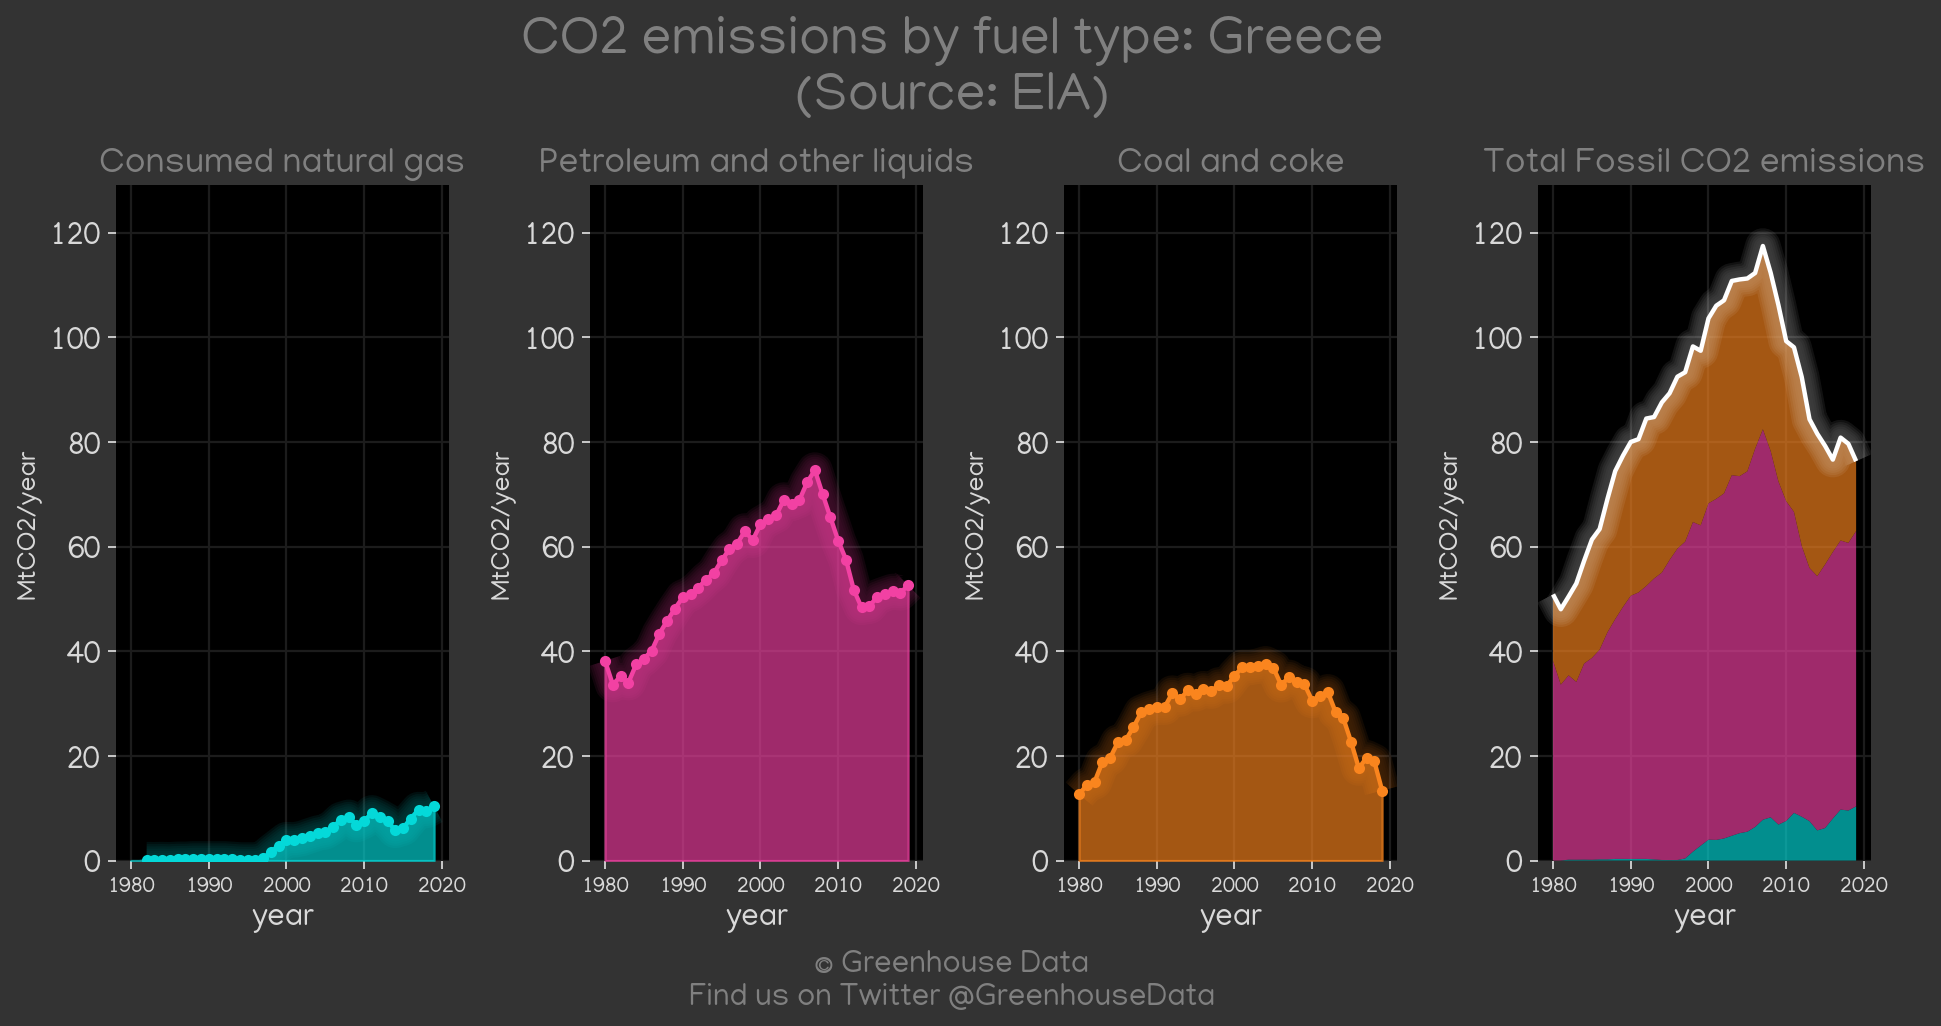 CO2 emissions by fuel type: Greece
(Source: EIA)
Consumed natural gas
Petroleum and other liquids
Coal and coke
Total Fossil CO2 emissions
MtCO2/year
120
100
80
60
40
20
0
1980 1990 2000 2010 2020
year
MtCO2/year
120
100
80
60
40
20
0
1980 1990 2000 2010 2020
year
MtCO2/year
120
100
80
60
40
20
0
1980 1990 2000 2010 2020
year
MtCO2/year
120
100
80
60
40
20
0
1980 1990 2000 2010 2020
year
© Greenhouse Data
Find us on Twitter @GreenhouseData